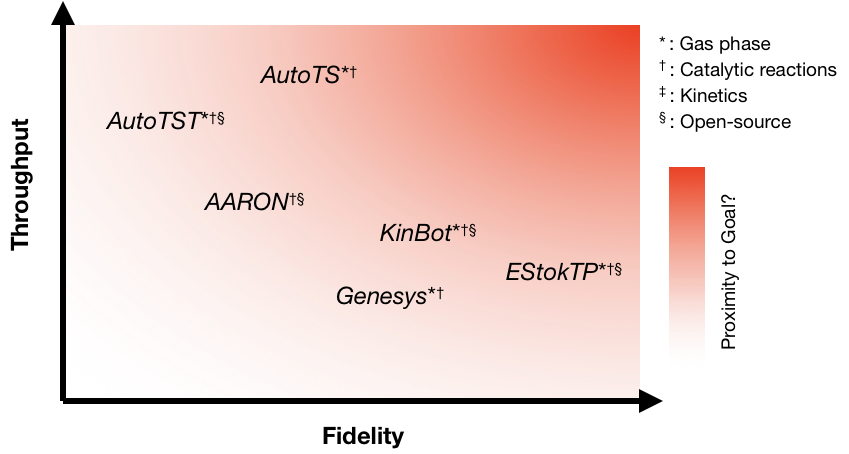 AutoTS*†
AutoTST*†§
AARON†§
KinBot*†§
EStokTP*†§
Genesys*†
Throughput
Fidelity
*: Gas phase
†: Catalytic reactions
‡: Kinetics
§: Open-source
Proximity to Goal?